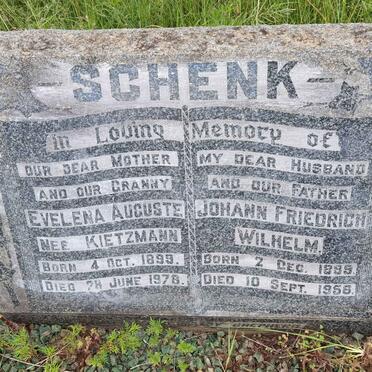 SCHENK
In Loving Memory of
OUR DEAR MOTHER
AND OUR GRANNY
EVELENA AUGUSTE
NEE KIETZMANN
BORN 4 OCT. 1899.
DIED 28 JUNE 1978.
MY DEAR HUSBAND
AND OUR FATHER
JOHANN FRIEDRICH
WILHELM
BORN 2 DEC. 1895
DIED 10 SEPT. 1968